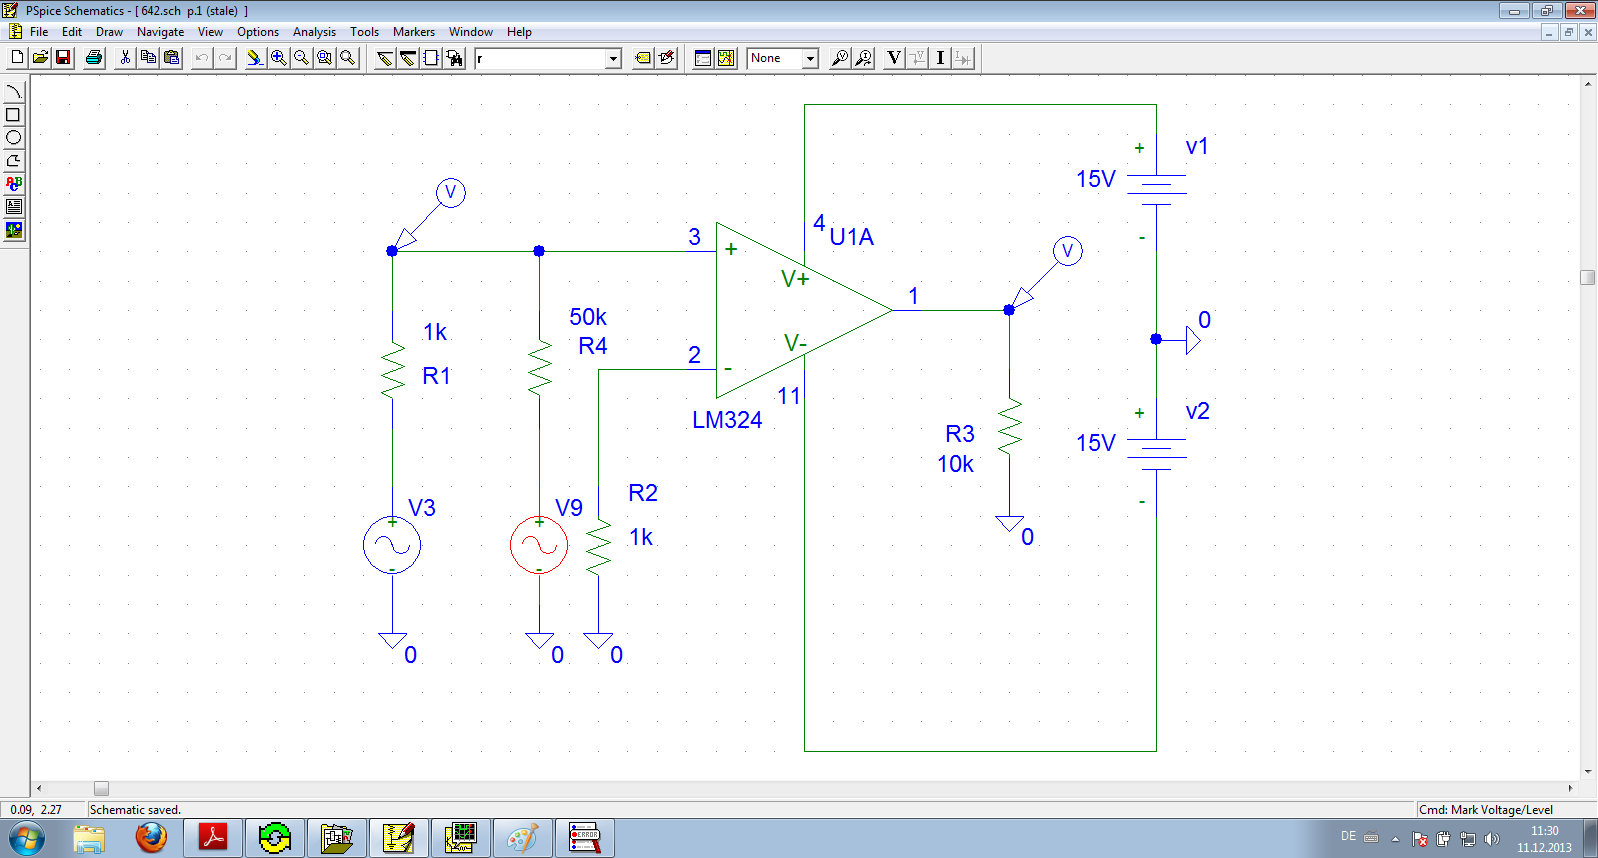 PSpice Schematics - [ 642.sch  p.1 (stale)  ]
File Edit Draw Navigate View Options Analysis Tools Markers Window Help
r None V I
ABC
V
V
4 U1A
3 + V+
1
1k
R1
50k
R4
2 - V-
11
LM324
+ v1
15V
-
0
+ v2
15V
-
R3
10k
0
V3
+
-
0
V9
+
-
0
R2
1k
0
0.09, 2.27 Schematic saved. Cmd: Mark Voltage/Level
ERROR
DE 11:30
11.12.2013